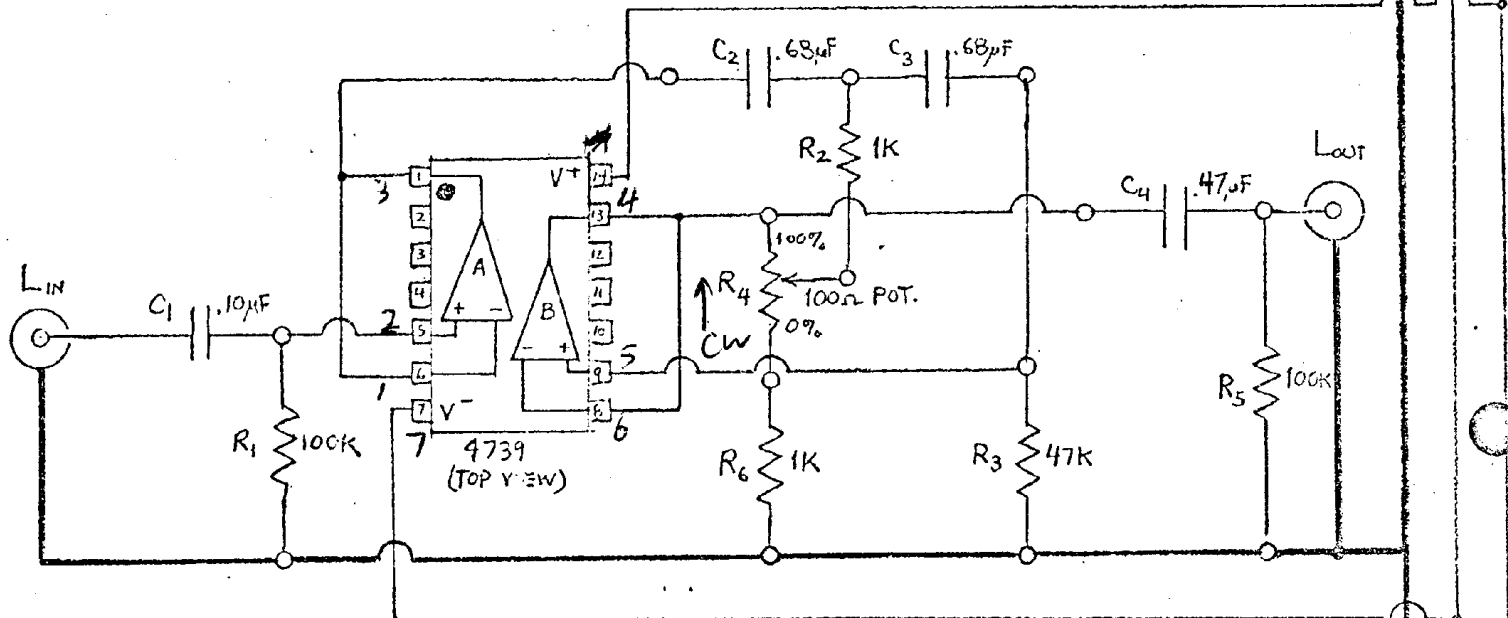 C2 .68µF C3 .68µF
R2 1K
LOUT
V+ 14
1
3
4
2
13
C4 .47µF
3
12
100%
A
R4
100Ω POT.
4
11
B
0%
LIN
C1 .10µF
2
5
+ -
10
CW
- +
5
6
9
1
R5 100K
7 V-
8
6
7
R1 100K
4739
(TOP VIEW)
R6 1K
R3 47K